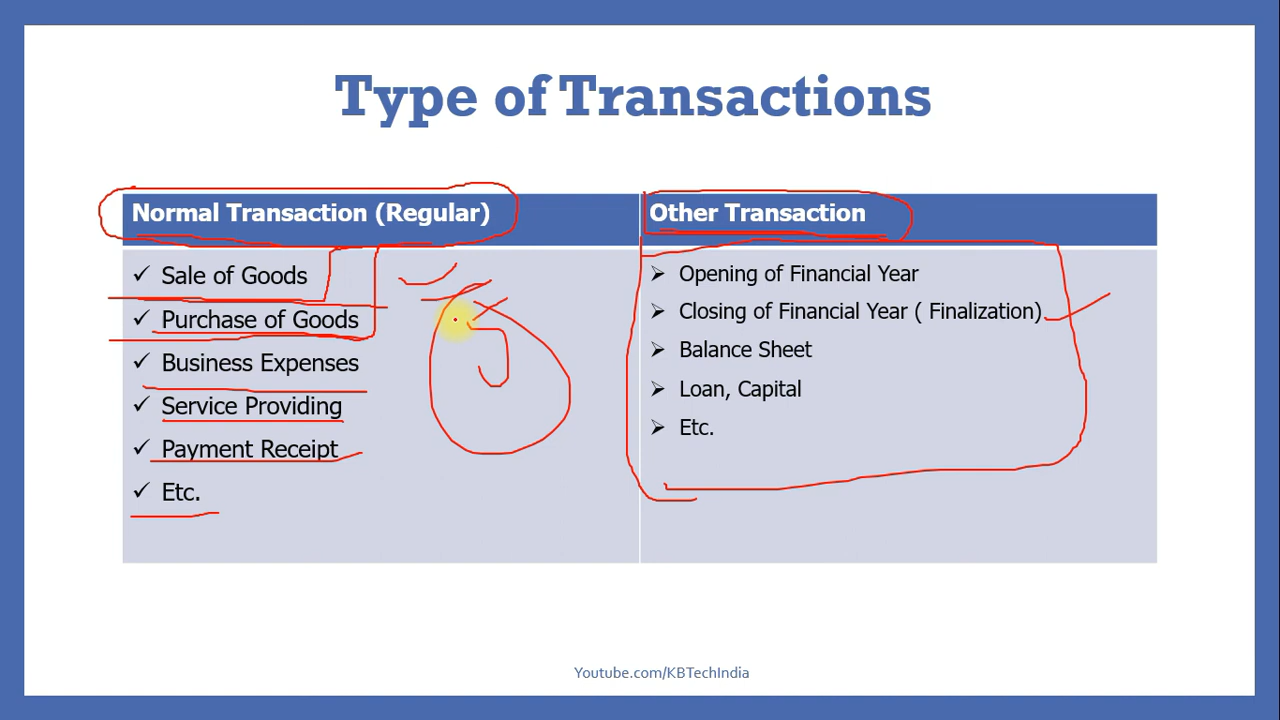 Type of Transactions
Normal Transaction (Regular)
Sale of Goods
Purchase of Goods
Business Expenses
Service Providing
Payment Receipt
Etc.
Other Transaction
Opening of Financial Year
Closing of Financial Year ( Finalization)
Balance Sheet
Loan, Capital
Etc.
Youtube.com/KBTechIndia